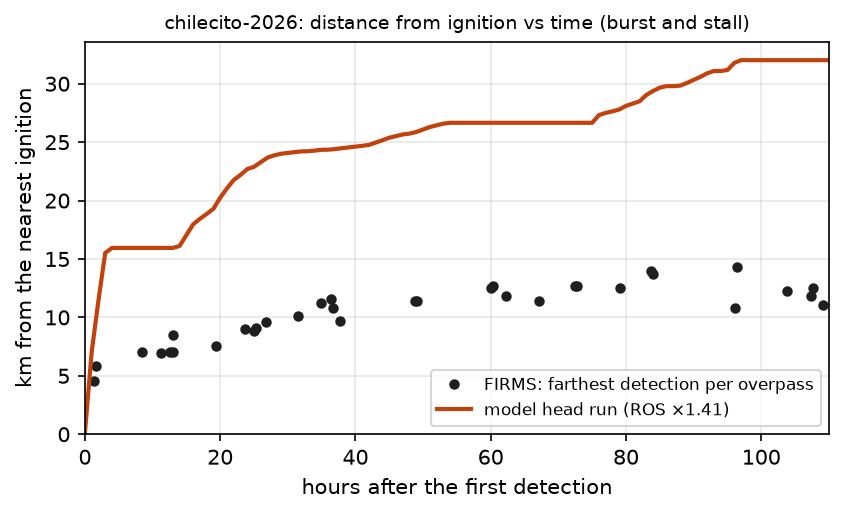 chilecito-2026: distance from ignition vs time (burst and stall)
km from the nearest ignition
30
25
20
15
10
5
0
0 20 40 60 80 100
hours after the first detection
FIRMS: farthest detection per overpass
model head run (ROS ×1.41)